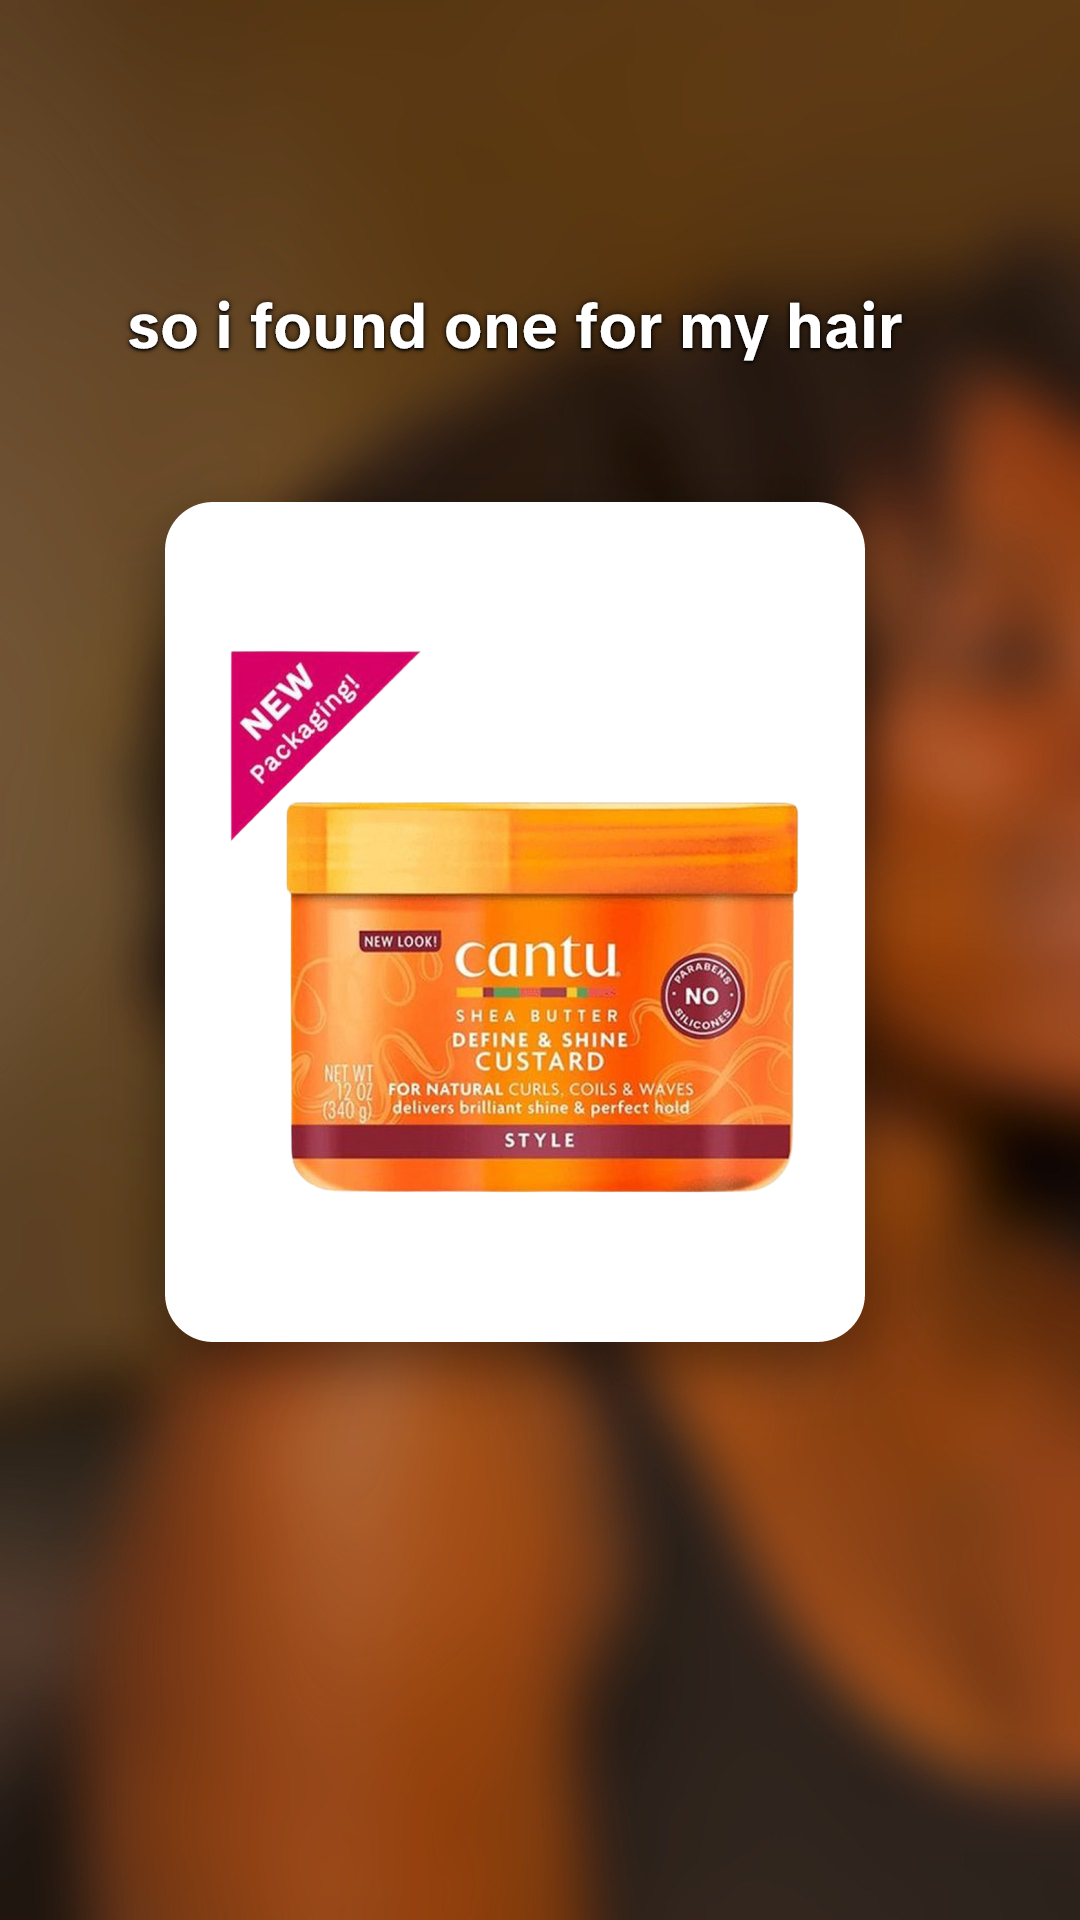 so i found one for my hair
NEW
Packaging!
NEW LOOK!
cantu
SHEA BUTTER
DEFINE & SHINE
CUSTARD
PARABENS
NO
SILICONES
NET WT
12 OZ
(340 g)
FOR NATURAL CURLS, COILS & WAVES
delivers brilliant shine & perfect hold
STYLE